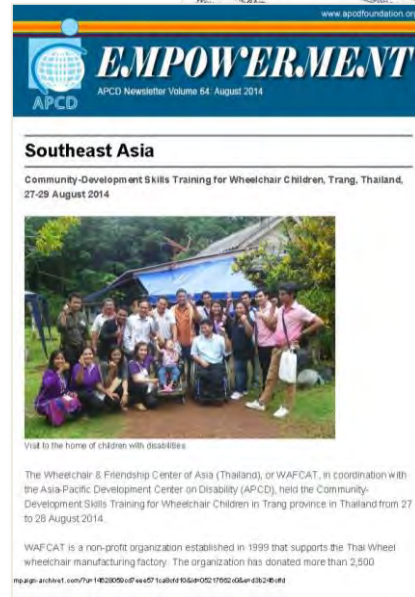 www.apcdfoundation.or
EMPOWERMENT
APCD Newsletter Volume 64: August 2014
APCD
Southeast Asia
Community-Development Skills Training for Wheelchair Children, Trang, Thailand,
27-29 August 2014
Visit to the home of children with disabilities.
The Wheelchair & Friendship Center of Asia (Thailand), or WAFCAT, in coordination with
the Asia-Pacific Development Center on Disability (APCD), held the Community-
Development Skills Training for Wheelchair Children in Trang province in Thailand from 27
to 28 August 2014.
WAFCAT is a non-profit organization established in 1999 that supports the Thai Wheel
wheelchair manufacturing factory. The organization has donated more than 2,500